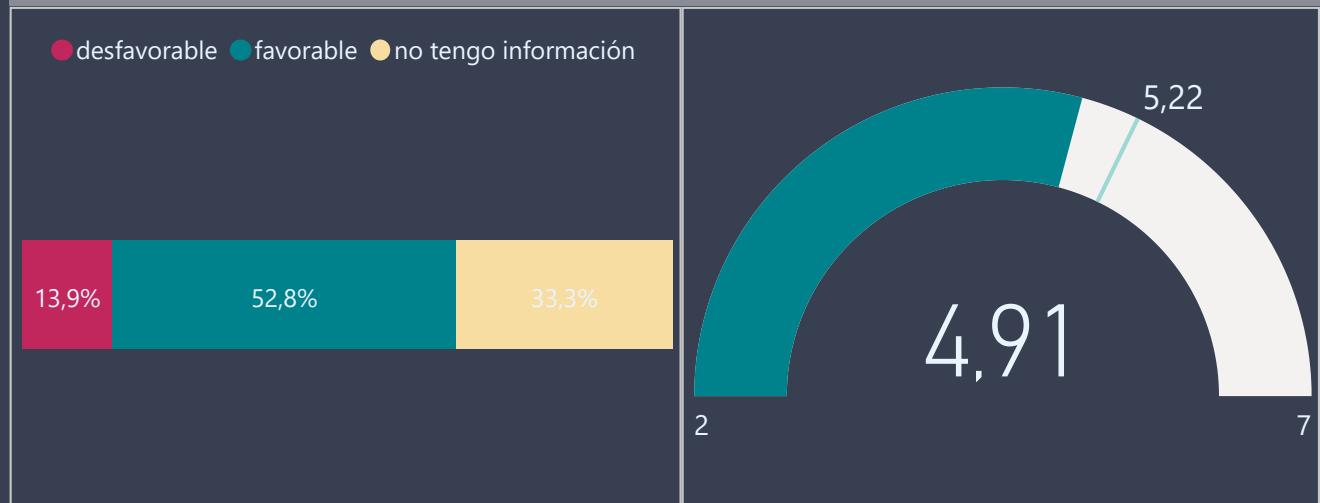 desfavorable favorable no tengo información
13,9% 52,8% 33,3%
5,22
4,91
2 7